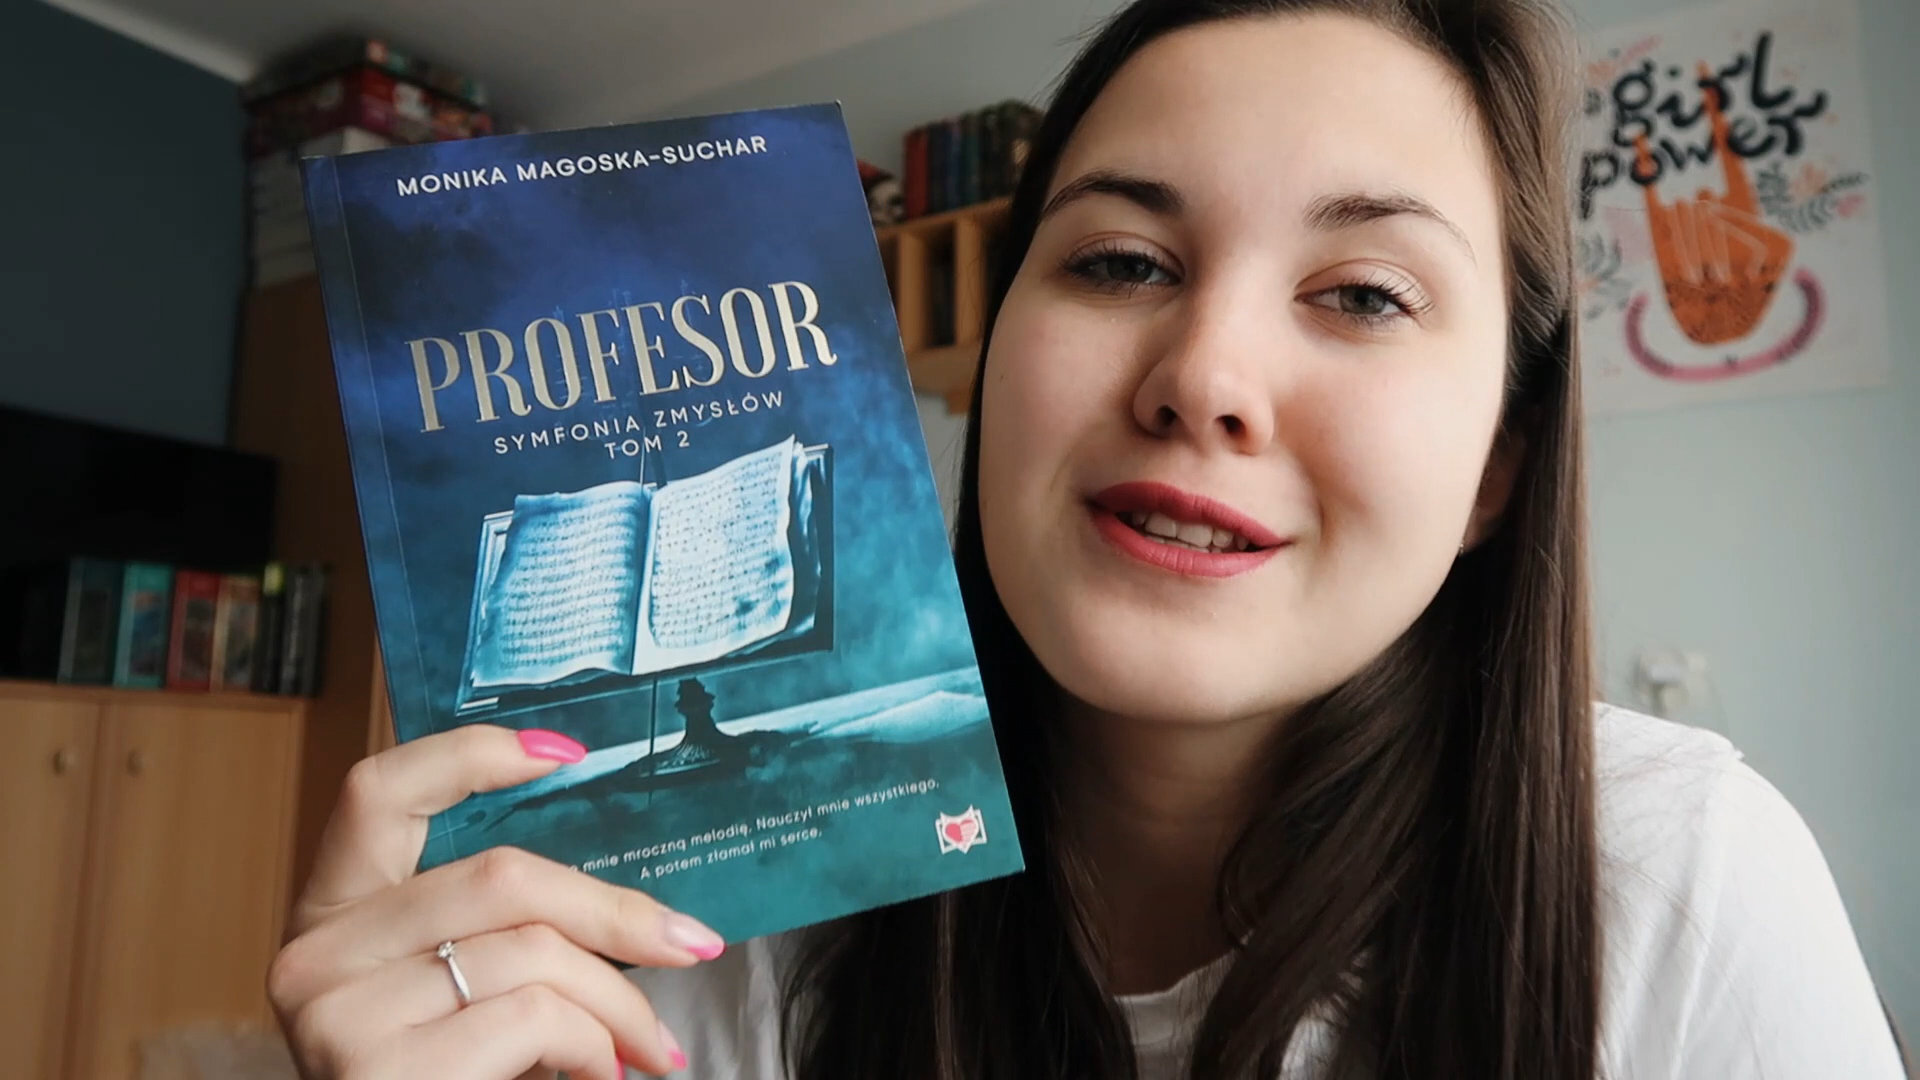 MONIKA MAGOSKA-SUCHAR
PROFESOR
SYMFONIA ZMYSŁÓW
TOM 2
mnie mroczną melodię. Nauczył mnie wszystkiego.
A potem złamał mi serce.
girl
power